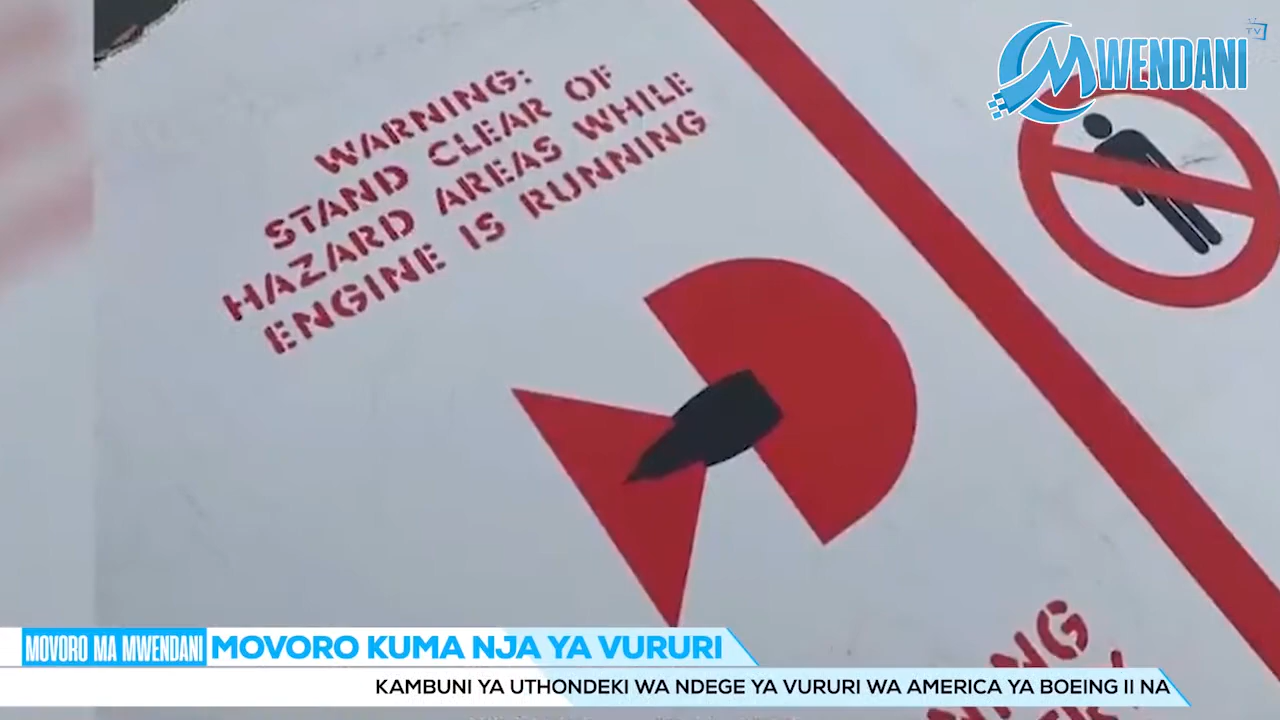 MWENDANI
TV
WARNING:
STAND CLEAR OF
HAZARD AREAS WHILE
ENGINE IS RUNNING
MOVORO MA MWENDANI
MOVORO KUMA NJA YA VURURI
KAMBUNI YA UTHONDEKI WA NDEGE YA VURURI WA AMERICA YA BOEING II NA